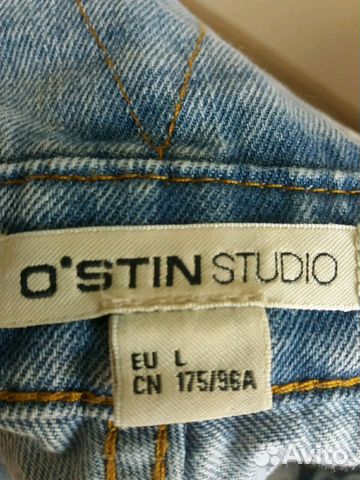 O'STIN STUDIO
EU L
CN 175/96A
Avito